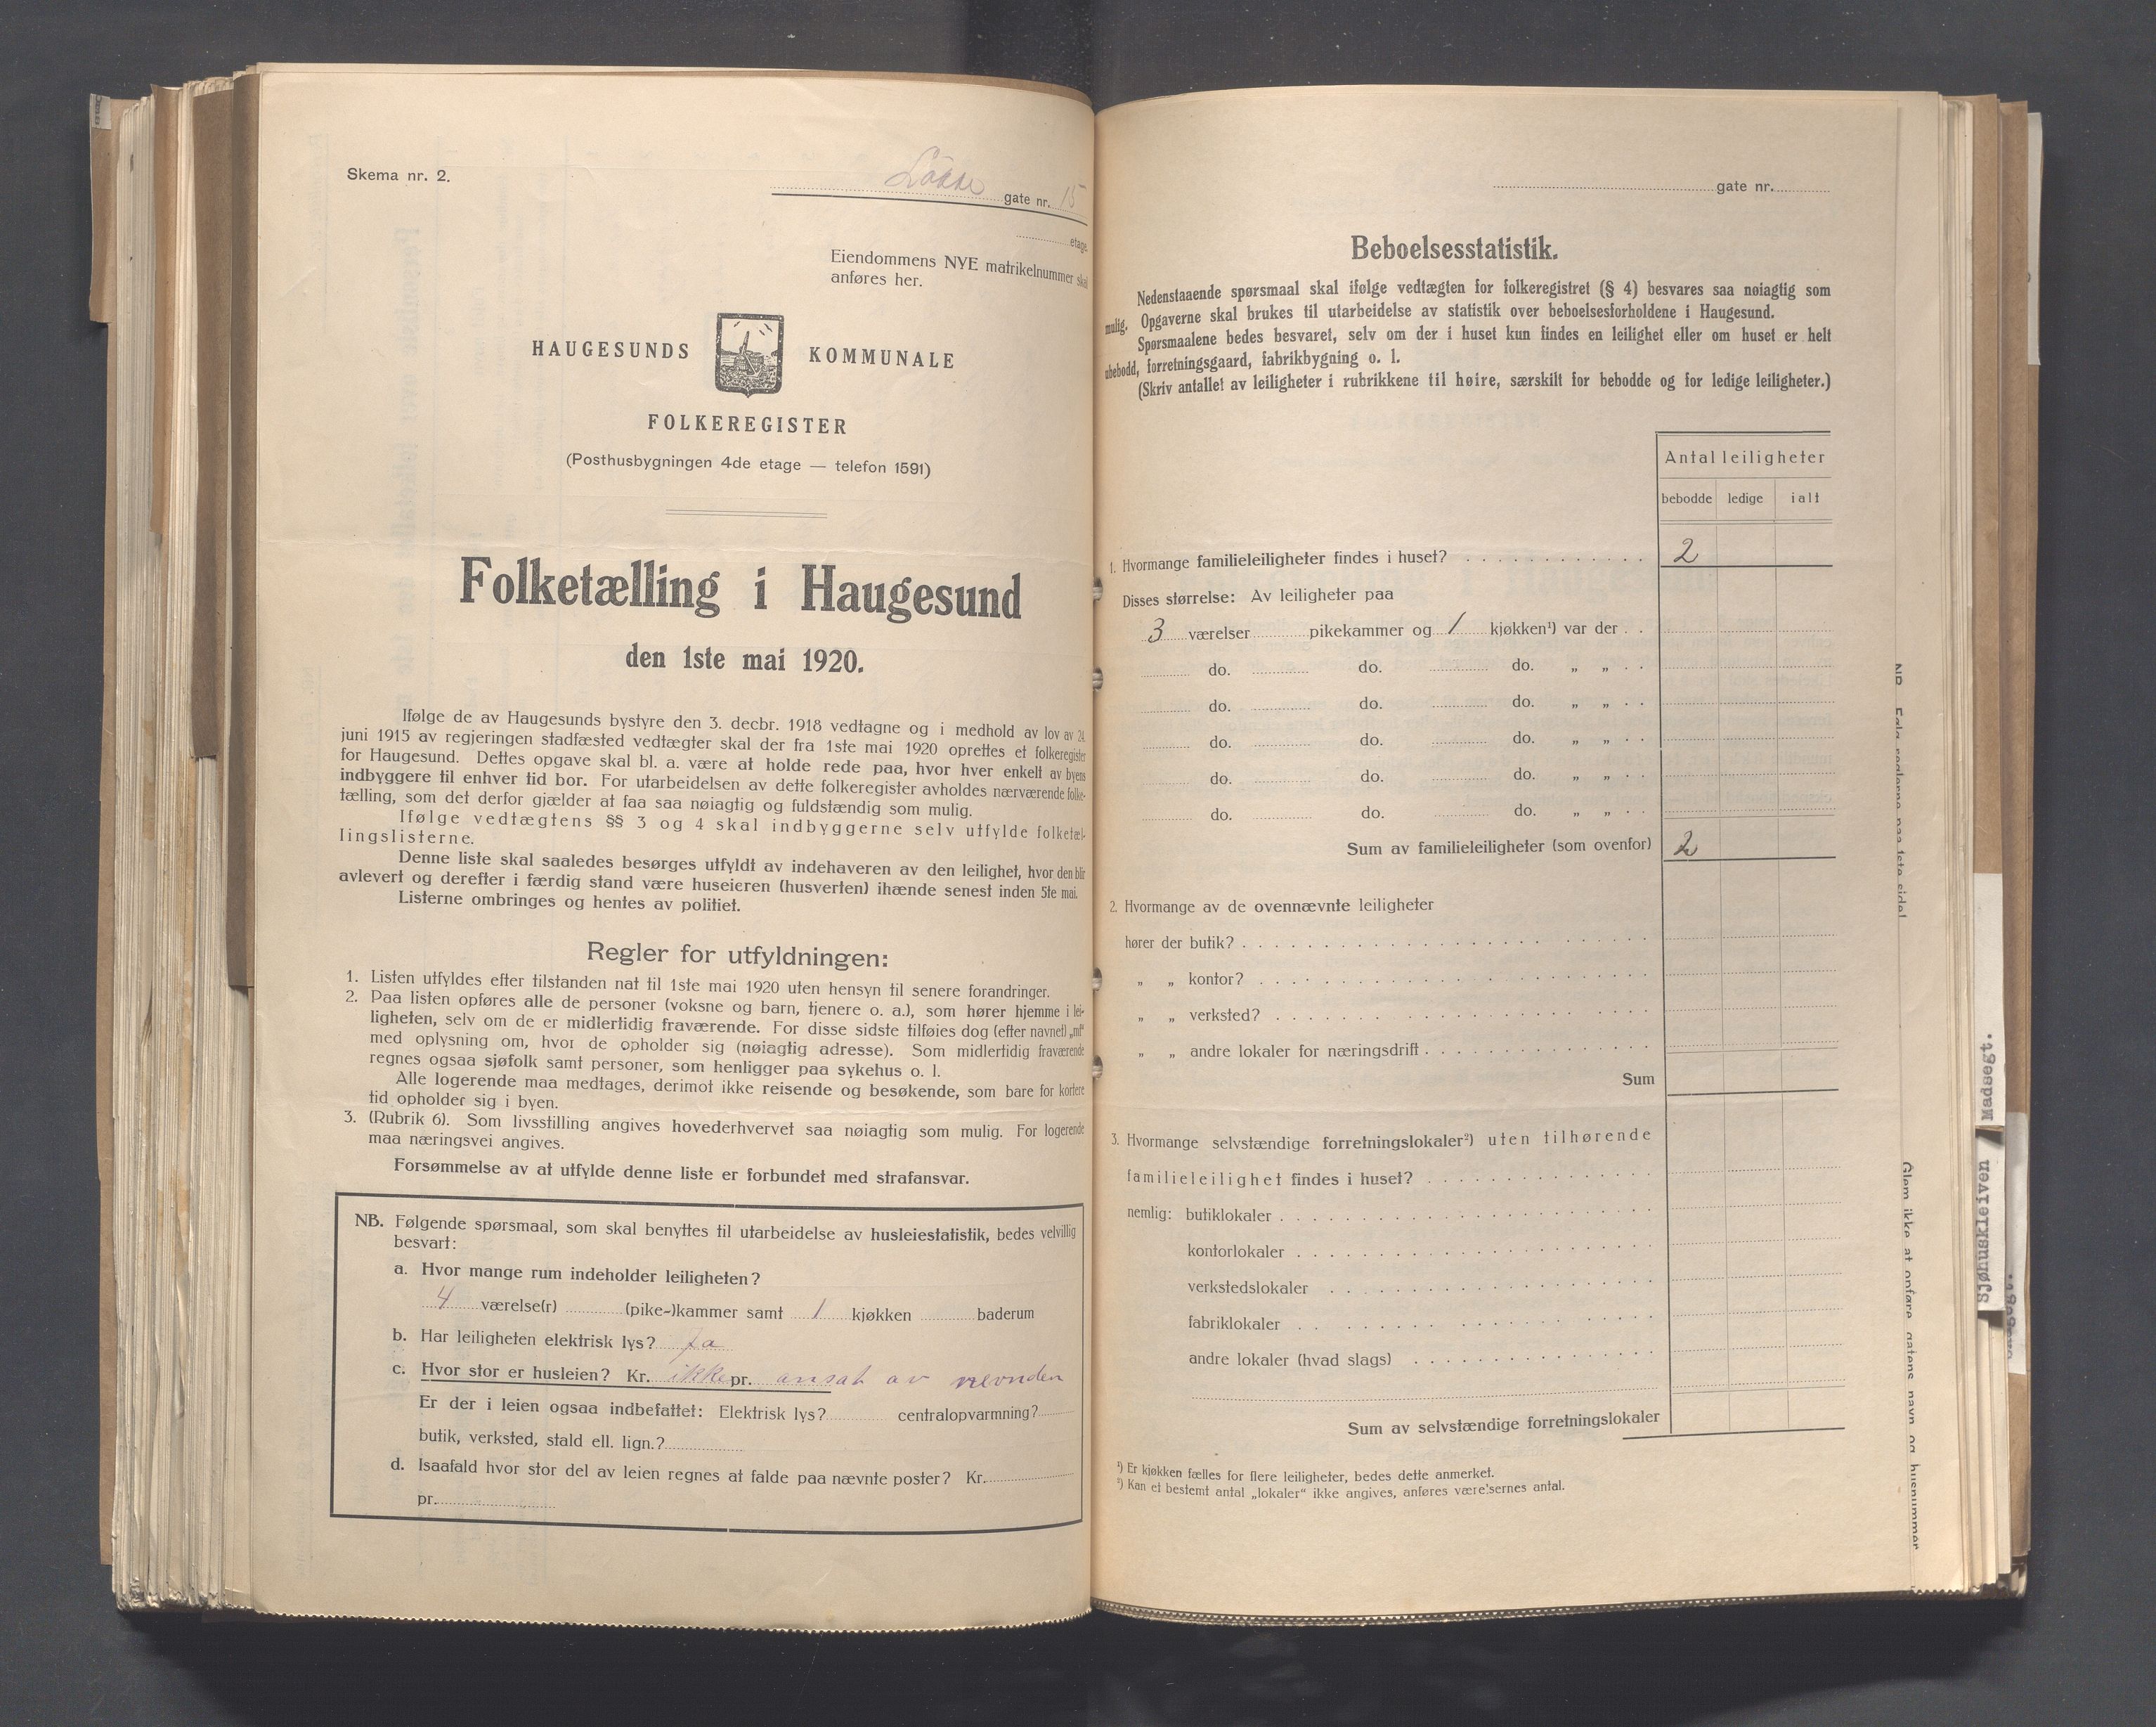 Skema nr. 2.
gate nr. 15
etage
Eiendommens NYE matrikelnummer skal
anføres her.
HAUGESUNDS KOMMUNALE
FOLKEREGISTER
(Posthusbygningen 4de etage — telefon 1591)
Folketælling i Haugesund
den 1ste mai 1920.
Ifølge de av Haugesunds bystyre den 3. decbr. 1918 vedtagne og i medhold av lov av 24.
juni 1915 av regjeringen stadfæsted vedtægter skal der fra 1ste mai 1920 oprettes et folkeregister
for Haugesund. Dettes opgave skal bl. a. være at holde rede paa, hvor hver enkelt av byens
indbyggere til enhver tid bor. For utarbeidelsen av dette folkeregister avholdes nærværende folke-
tælling, som det derfor gjælder at faa saa nøiagtig og fuldstændig som mulig.
Ifølge vedtægtens §§ 3 og 4 skal indbyggerne selv utfylde folketæl-
lingslisterne.
Denne liste skal saaledes besørges utfyldt av indehaveren av den leilighet, hvor den blir
avlevert og derefter i færdig stand være huseieren (husverten) ihænde senest inden 5te mai.
Listerne ombringes og hentes av politiet.
Regler for utfyldningen:
1. Listen utfyldes efter tilstanden nat til 1ste mai 1920 uten hensyn til senere forandringer.
2. Paa listen opføres alle de personer (voksne og barn, tjenere o. a.), som hører hjemme i lei-
ligheten, selv om de er midlertidig fraværende. For disse sidste tilføies dog (efter navnet) „mf“
med oplysning om, hvor de opholder sig (nøiagtig adresse). Som midlertidig fraværende
regnes ogsaa sjøfolk samt personer, som henligger paa sykehus o. l.
Alle logerende maa medtages, derimot ikke reisende og besøkende, som bare for kortere
tid opholder sig i byen.
3. (Rubrik 6). Som livsstilling angives hovederhvervet saa nøiagtig som mulig. For logerende
maa næringsvei angives.
Forsømmelse av at utfylde denne liste er forbundet med strafansvar.
NB. Følgende spørsmaal, som skal benyttes til utarbeidelse av husleiestatistik, bedes velvillig
besvart:
a. Hvor mange rum indeholder leiligheten?
4 værelse(r) (pike-)kammer samt 1 kjøkken baderum
b. Har leiligheten elektrisk lys? ja
c. Hvor stor er husleien? Kr. ikke pr. ansat av nevnden
Er der i leien ogsaa indbefattet: Elektrisk lys? centralopvarmning?
butik, verksted, stald ell. lign.?
d. Isaafald hvor stor del av leien regnes at falde paa nævnte poster? Kr.
pr.
gate nr.
Beboelsesstatistik.
Nedenstaaende spørsmaal skal ifølge vedtægten for folkeregistret (§ 4) besvares saa nøiagtig som
mulig. Opgaverne skal brukes til utarbeidelse av statistik over beboelsesforholdene i Haugesund.
Spørsmaalene bedes besvaret, selv om der i huset kun findes en leilighet eller om huset er helt
ubebodd, forretningsgaard, fabrikbygning o. l.
(Skriv antallet av leiligheter i rubrikkene til høire, særskilt for bebodde og for ledige leiligheter.)
Antal leiligheter
bebodde ledige ialt
1. Hvormange familieleiligheter findes i huset? 2
Disses størrelse: Av leiligheter paa
3 værelser pikekammer og 1 kjøkken¹) var der
do. do. do. „ „
do. do. do. „ „
do. do. do. „ „
do. do. do. „ „
do. do. do. „ „
Sum av familieleiligheter (som ovenfor) 2
2. Hvormange av de ovennævnte leiligheter
hører der butik?
„ „ kontor?
„ „ verksted?
„ „ andre lokaler for næringsdrift
Sum
3. Hvormange selvstændige forretningslokaler²) uten tilhørende
familieleilighet findes i huset?
nemlig: butiklokaler
kontorlokaler
verkstedslokaler
fabriklokaler
andre lokaler (hvad slags)
Sum av selvstændige forretningslokaler
¹) Er kjøkken fælles for flere leiligheter, bedes dette anmerket.
²) Kan et bestemt antal „lokaler“ ikke angives, anføres værelsernes antal.
Glem ikke at opføre gatens navn og husnummer
Madsegt.
Sjøhuskleiven